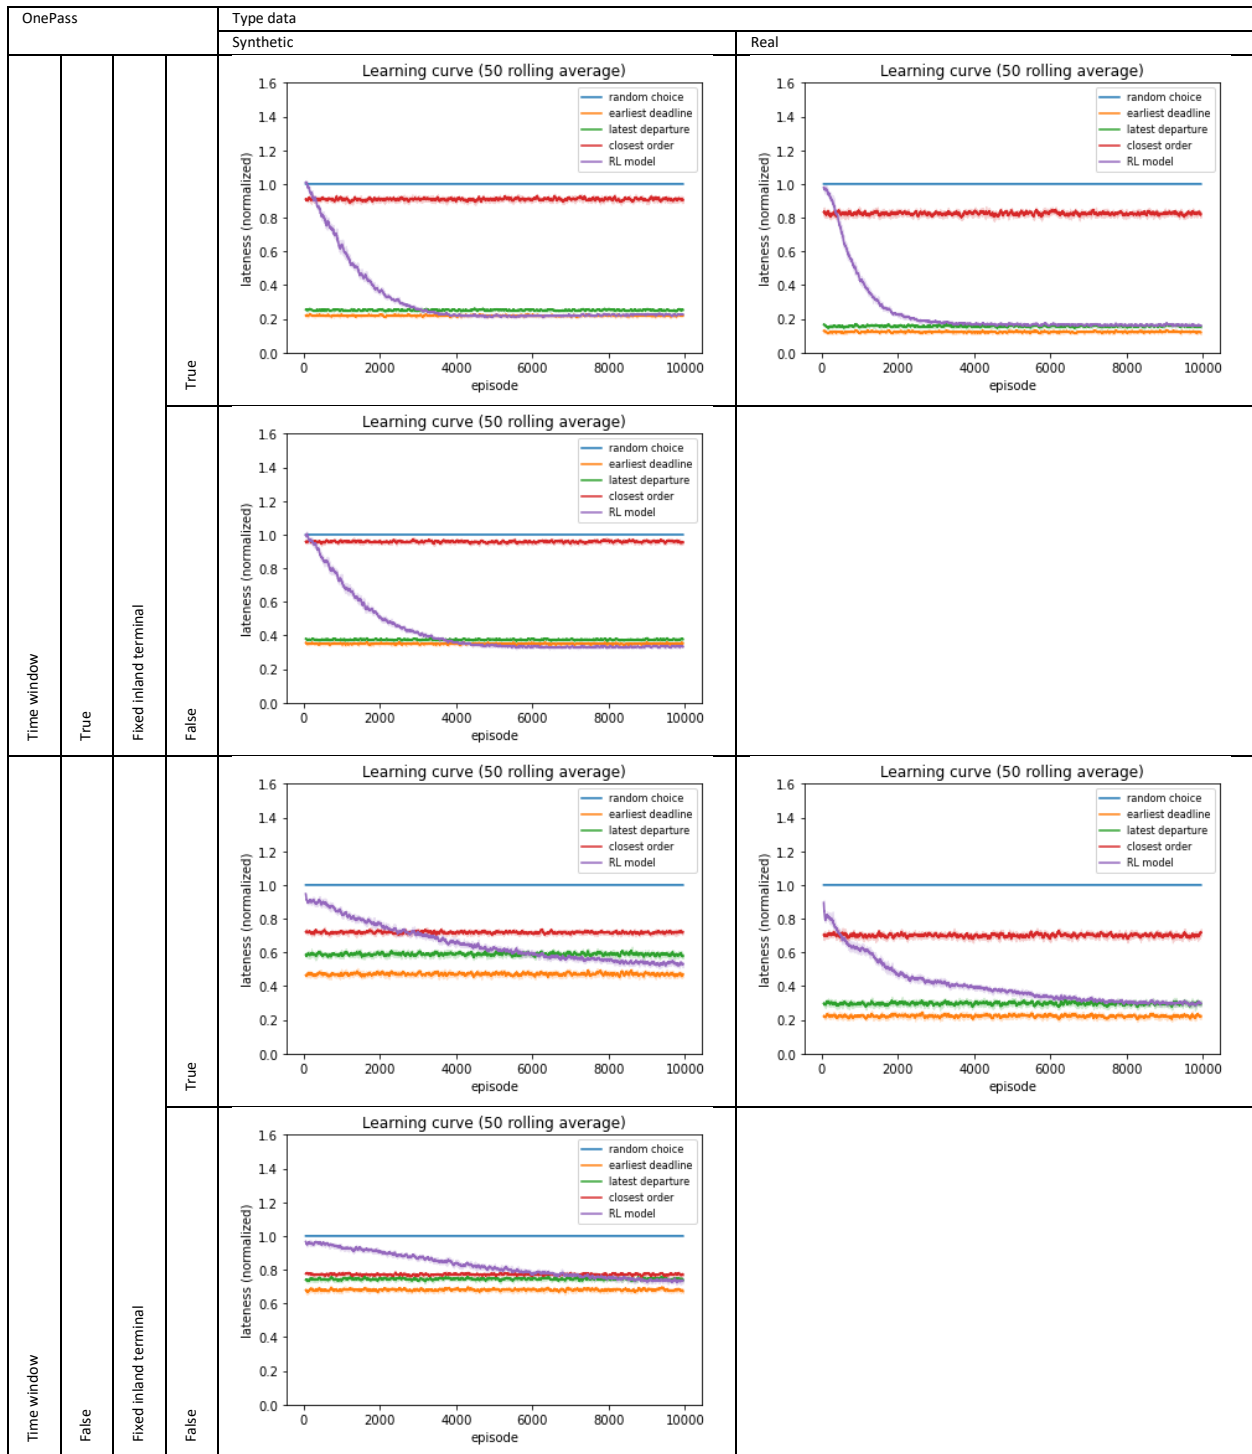 OnePass
Type data
Synthetic
Real
Time window
True
Fixed inland terminal
True
Learning curve (50 rolling average)
1.6
1.4
1.2
1.0
0.8
0.6
0.4
0.2
0.0
lateness (normalized)
random choice
earliest deadline
latest departure
closest order
RL model
0 2000 4000 6000 8000 10000
episode
Learning curve (50 rolling average)
1.6
1.4
1.2
1.0
0.8
0.6
0.4
0.2
0.0
lateness (normalized)
random choice
earliest deadline
latest departure
closest order
RL model
0 2000 4000 6000 8000 10000
episode
False
Learning curve (50 rolling average)
1.6
1.4
1.2
1.0
0.8
0.6
0.4
0.2
0.0
lateness (normalized)
random choice
earliest deadline
latest departure
closest order
RL model
0 2000 4000 6000 8000 10000
episode
Time window
False
Fixed inland terminal
True
Learning curve (50 rolling average)
1.6
1.4
1.2
1.0
0.8
0.6
0.4
0.2
0.0
lateness (normalized)
random choice
earliest deadline
latest departure
closest order
RL model
0 2000 4000 6000 8000 10000
episode
Learning curve (50 rolling average)
1.6
1.4
1.2
1.0
0.8
0.6
0.4
0.2
0.0
lateness (normalized)
random choice
earliest deadline
latest departure
closest order
RL model
0 2000 4000 6000 8000 10000
episode
False
Learning curve (50 rolling average)
1.6
1.4
1.2
1.0
0.8
0.6
0.4
0.2
0.0
lateness (normalized)
random choice
earliest deadline
latest departure
closest order
RL model
0 2000 4000 6000 8000 10000
episode